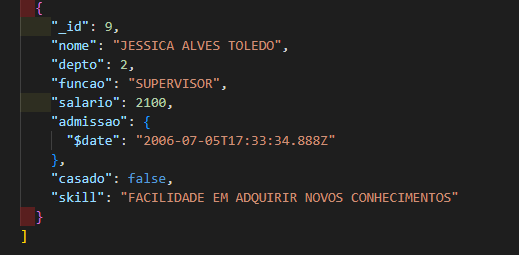 {
"_id": 9,
"nome": "JESSICA ALVES TOLEDO",
"depto": 2,
"funcao": "SUPERVISOR",
"salario": 2100,
"admissao": {
"$date": "2006-07-05T17:33:34.888Z"
},
"casado": false,
"skill": "FACILIDADE EM ADQUIRIR NOVOS CONHECIMENTOS"
}
]